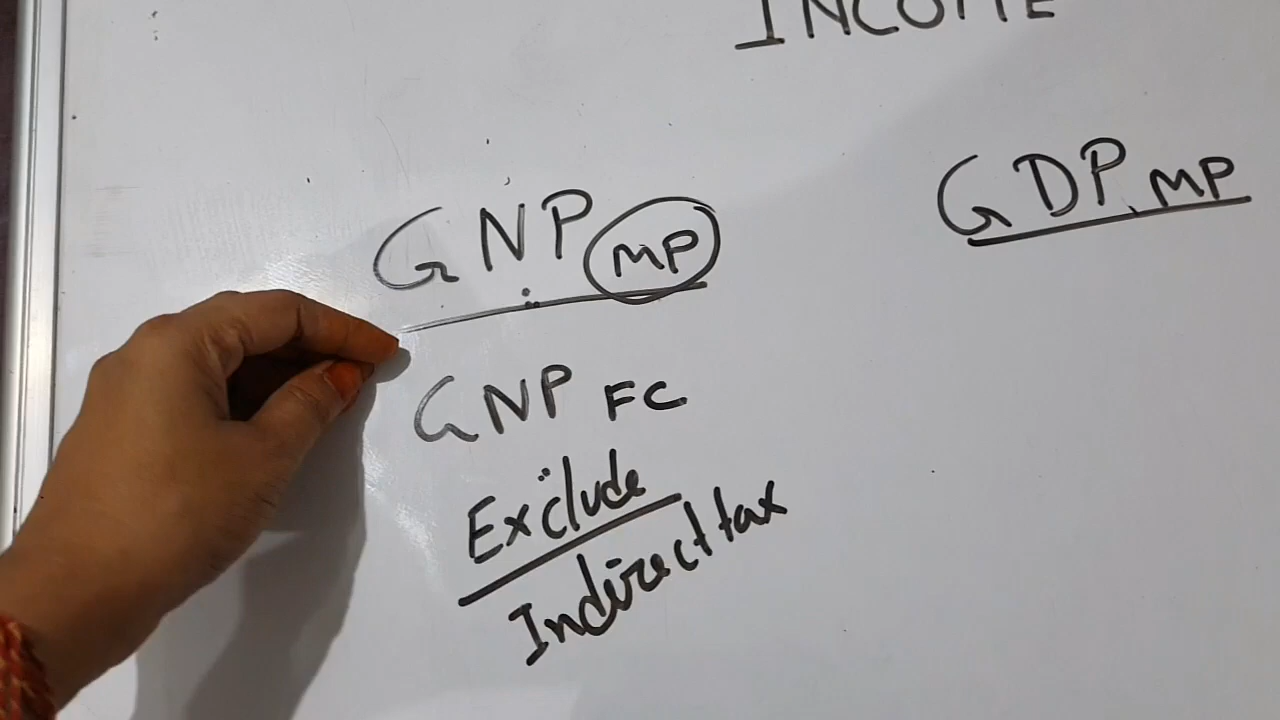 INCOME
GNP MP
GDP MP
GNP FC
Exclude
Indirect tax